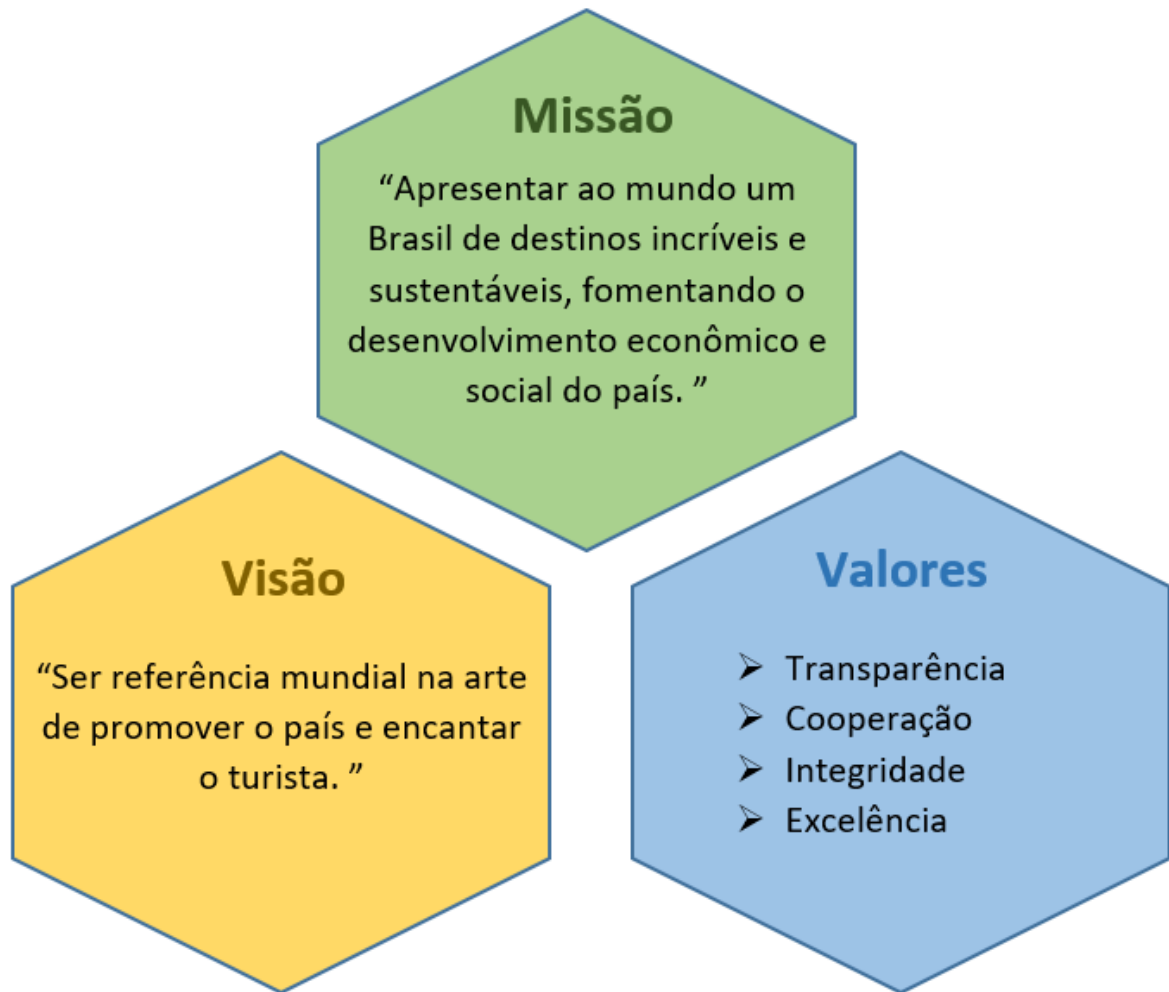 Missão
“Apresentar ao mundo um
Brasil de destinos incríveis e
sustentáveis, fomentando o
desenvolvimento econômico e
social do país. ”
Visão
“Ser referência mundial na arte
de promover o país e encantar
o turista. ”
Valores
➢ Transparência
➢ Cooperação
➢ Integridade
➢ Excelência